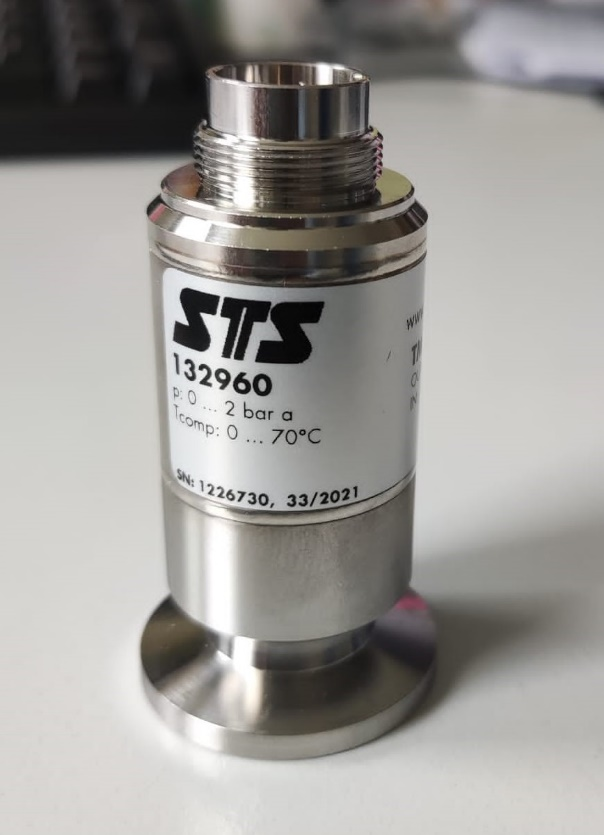 STS
132960
p: 0 ... 2 bar a
Tcomp: 0 ... 70°C
SN: 1226730, 33/2021